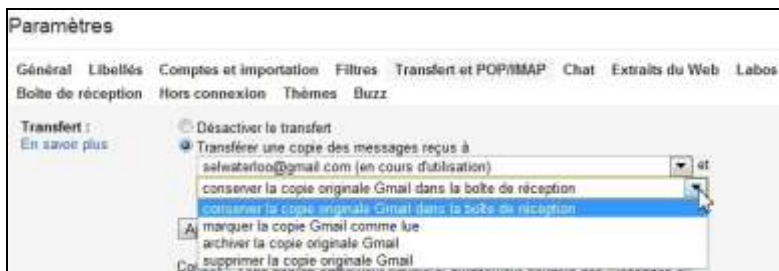 Paramètres
Général Libellés Comptes et importation Filtres Transfert et POP/IMAP Chat Extraits du Web Labos
Boîte de réception Hors connexion Thèmes Buzz
Transfert :
En savoir plus
Désactiver le transfert
Transférer une copie des messages reçus à
selwaterloo@gmail.com (en cours d'utilisation) et
conserver la copie originale Gmail dans la boîte de réception
conserver la copie originale Gmail dans la boîte de réception
marquer la copie Gmail comme lue
archiver la copie originale Gmail
supprimer la copie originale Gmail